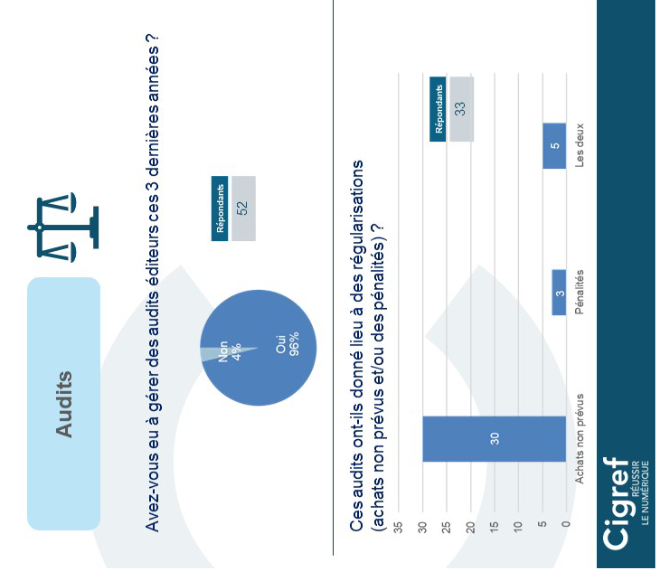 Audits
Avez-vous eu à gérer des audits éditeurs ces 3 dernières années ?
Non
4%
Oui
96%
Répondants
52
Ces audits ont-ils donné lieu à des régularisations
(achats non prévus et/ou des pénalités) ?
35
30
25
20
15
10
5
0
30
3
5
Achats non prévus
Pénalités
Les deux
Répondants
33
Cigref
RÉUSSIR
LE NUMÉRIQUE